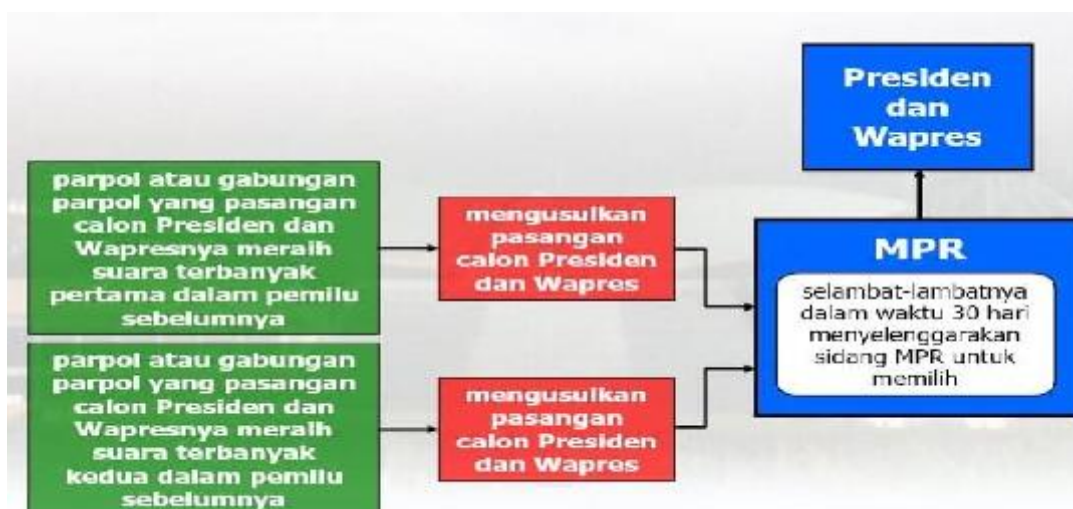 parpol atau gabungan
parpol yang pasangan
calon Presiden dan
Wapresnya meraih
suara terbanyak
pertama dalam pemilu
sebelumnya
mengusulkan
pasangan
calon Presiden
dan Wapres
parpol atau gabungan
parpol yang pasangan
calon Presiden dan
Wapresnya meraih
suara terbanyak
kedua dalam pemilu
sebelumnya
mengusulkan
pasangan
calon Presiden
dan Wapres
MPR
selambat-lambatnya
dalam waktu 30 hari
menyelenggarakan
sidang MPR untuk
memilih
Presiden
dan
Wapres